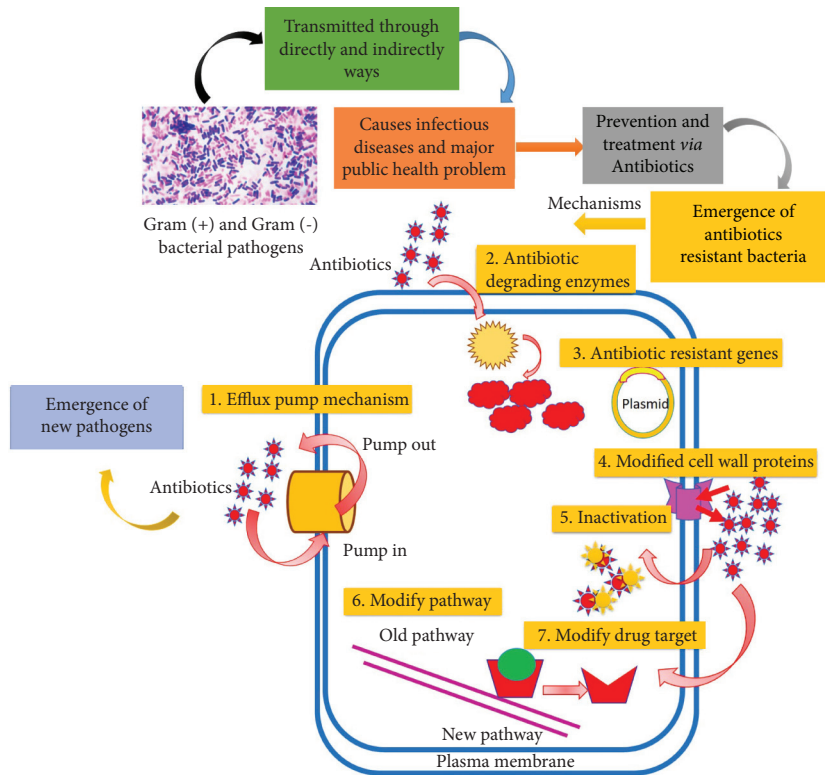 Transmitted through
directly and indirectly
ways
Causes infectious
diseases and major
public health problem
Prevention and
treatment via
Antibiotics
Gram (+) and Gram (-)
bacterial pathogens
Mechanisms
Emergence of
antibiotics
resistant bacteria
Antibiotics
2. Antibiotic
degrading enzymes
3. Antibiotic resistant genes
Plasmid
Emergence of
new pathogens
1. Efflux pump mechanism
Pump out
Antibiotics
Pump in
4. Modified cell wall proteins
5. Inactivation
6. Modify pathway
Old pathway
7. Modify drug target
New pathway
Plasma membrane